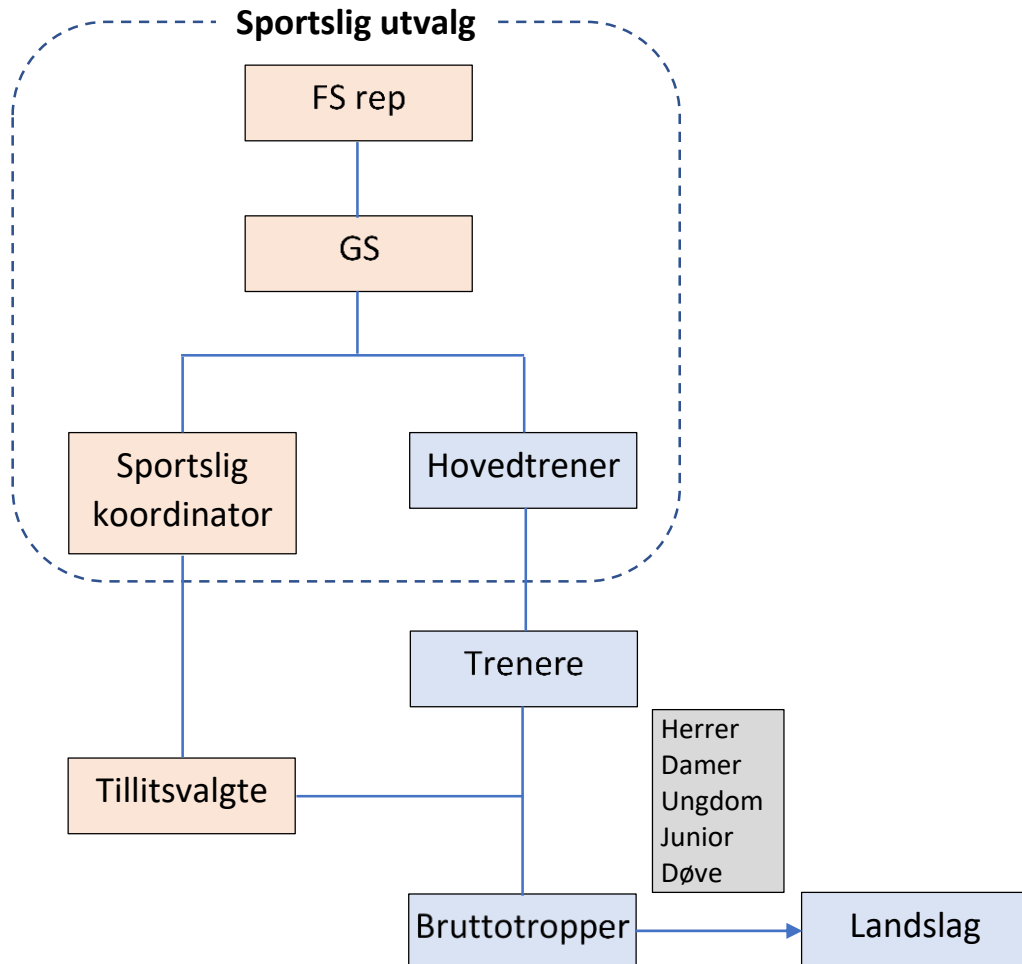 Sportslig utvalg
FS rep
GS
Sportslig
koordinator
Hovedtrener
Trenere
Herrer
Damer
Ungdom
Junior
Døve
Tillitsvalgte
Bruttotropper
Landslag